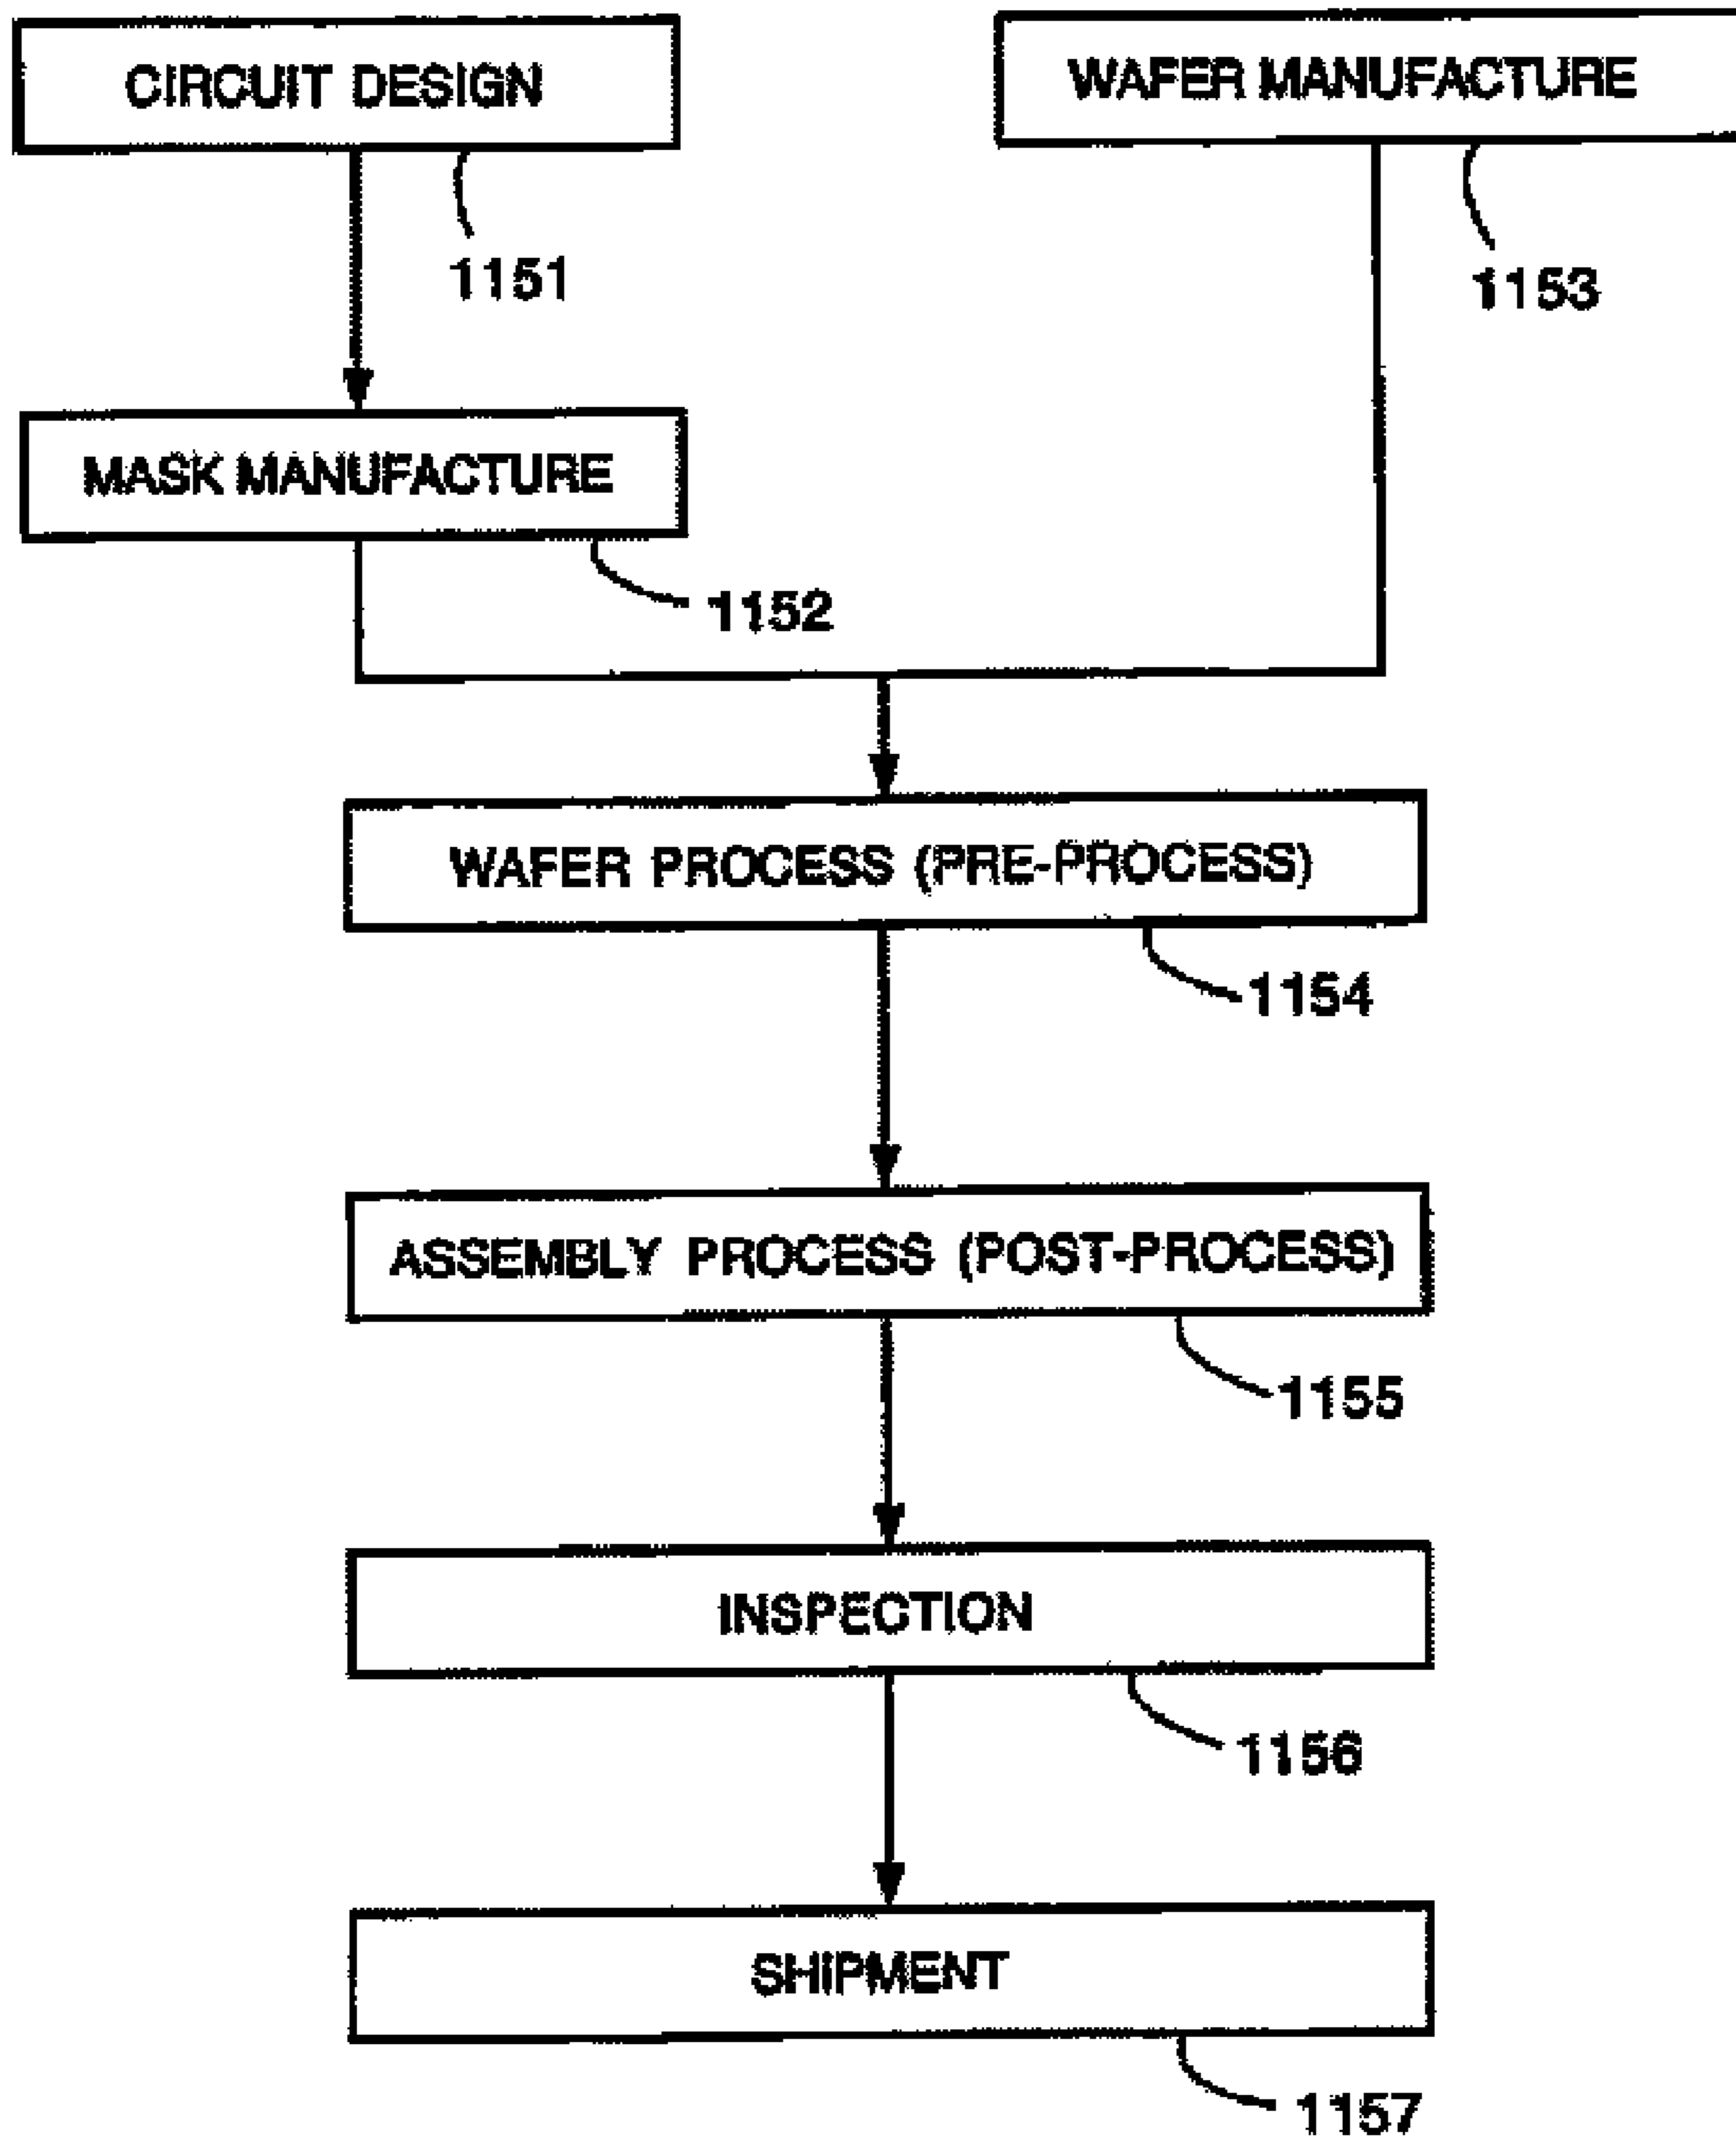 CIRCUIT DESIGN
WAFER MANUFACTURE
1151
1153
MASK MANUFACTURE
1152
WAFER PROCESS (PRE-PROCESS)
1154
ASSEMBLY PROCESS (POST-PROCESS)
1155
INSPECTION
1156
SHIPMENT
1157